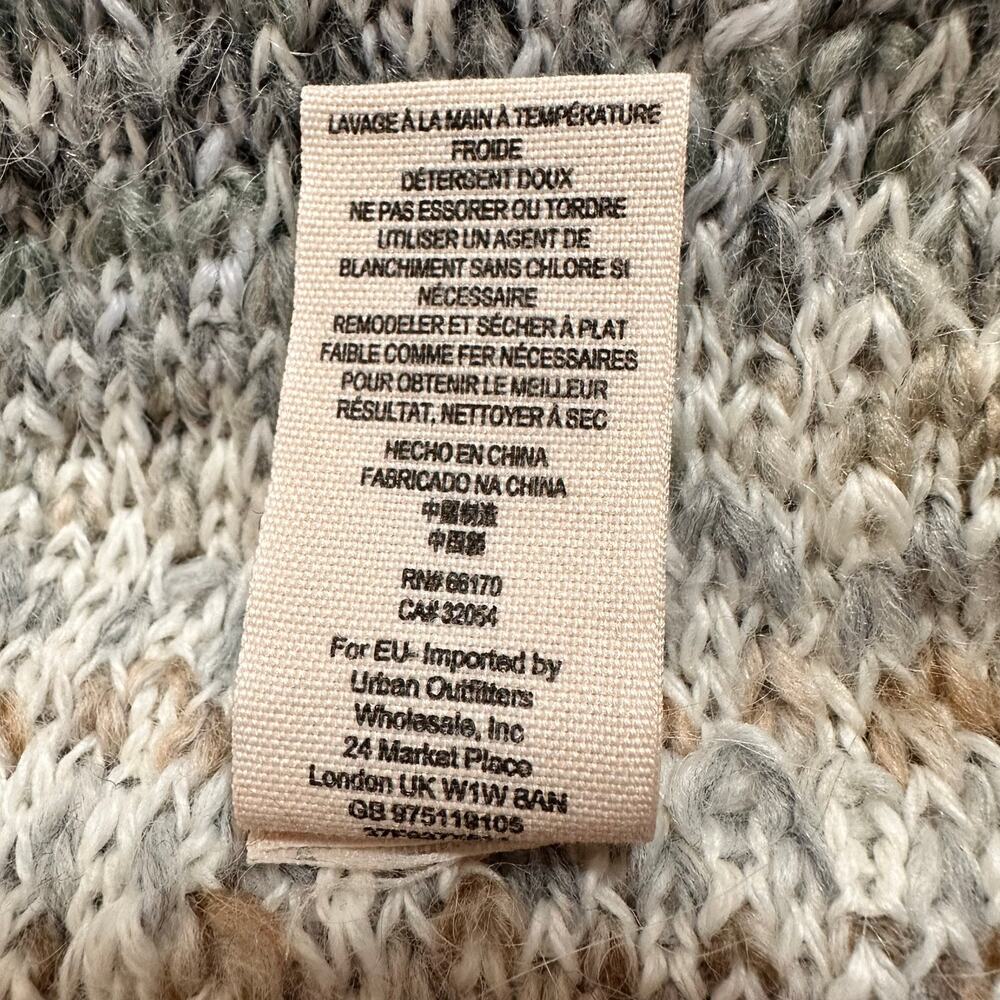 LAVAGE À LA MAIN À TEMPÉRATURE
FROIDE
DÉTERGENT DOUX
NE PAS ESSORER OU TORDRE
UTILISER UN AGENT DE
BLANCHIMENT SANS CHLORE SI
NÉCESSAIRE
REMODELER ET SÉCHER À PLAT
FAIBLE COMME FER NÉCESSAIRES
POUR OBTENIR LE MEILLEUR
RÉSULTAT, NETTOYER À SEC
HECHO EN CHINA
FABRICADO NA CHINA
中國制造
中国製
RN# 66170
CA# 32054
For EU- Imported by
Urban Outfitters
Wholesale, Inc
24 Market Place
London UK W1W 8AN
GB 975119105